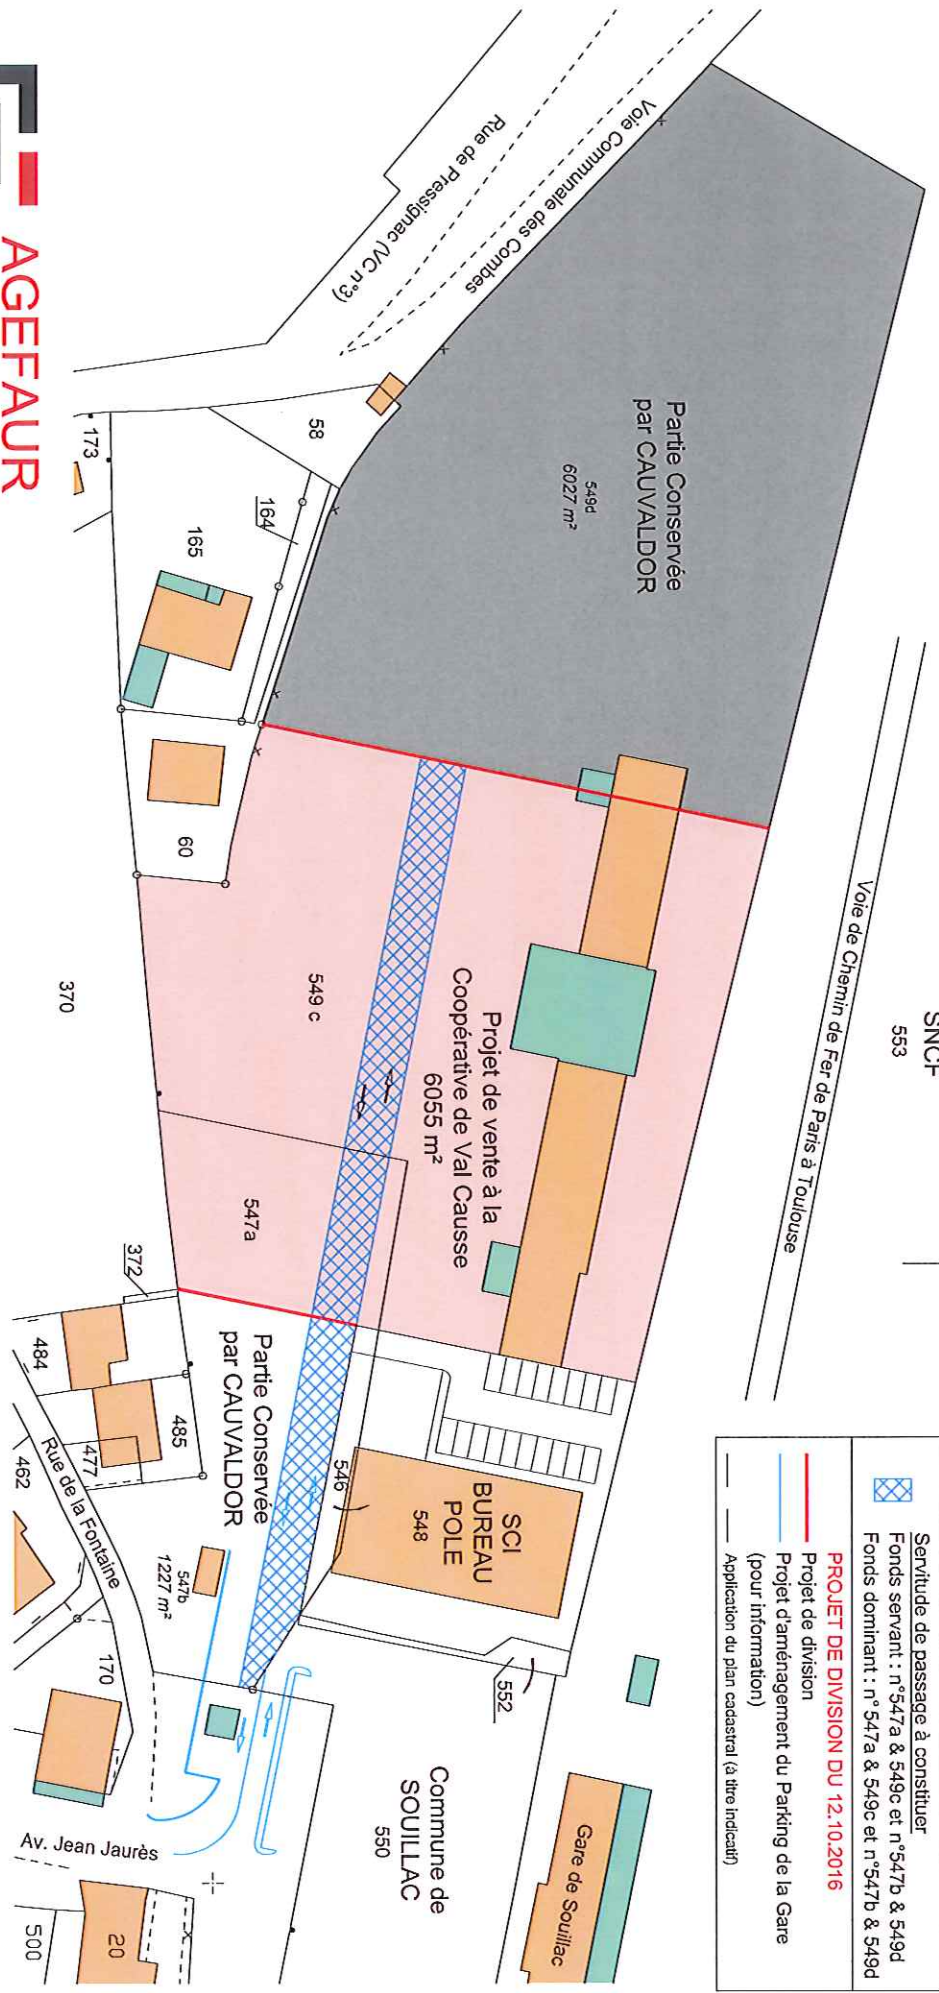 SNCF
553
Voie de Chemin de Fer de Paris à Toulouse
Voie Communale des Combes
Rue de Pressignac (VC n°3)
Partie Conservée
par CAUVALDOR
549d
6027 m²
58
164
165
173
60
370
Projet de vente à la
Coopérative de Val Causse
6055 m²
549 c
547a
372
484
485
477
462
Rue de la Fontaine
170
Partie Conservée
par CAUVALDOR
547b
1227 m²
546
SCI
BUREAU
POLE
548
552
Commune de
SOUILLAC
550
Gare de Souillac
Av. Jean Jaurès
20
500
Servitude de passage à constituer
Fonds servant : n°547a & 549c et n°547b & 549d
Fonds dominant : n°547a & 549c et n°547b & 549d
PROJET DE DIVISION DU 12.10.2016
Projet de division
Projet d'aménagement du Parking de la Gare
(pour information)
Application du plan cadastral (à titre indicatif)
AGEFAUR